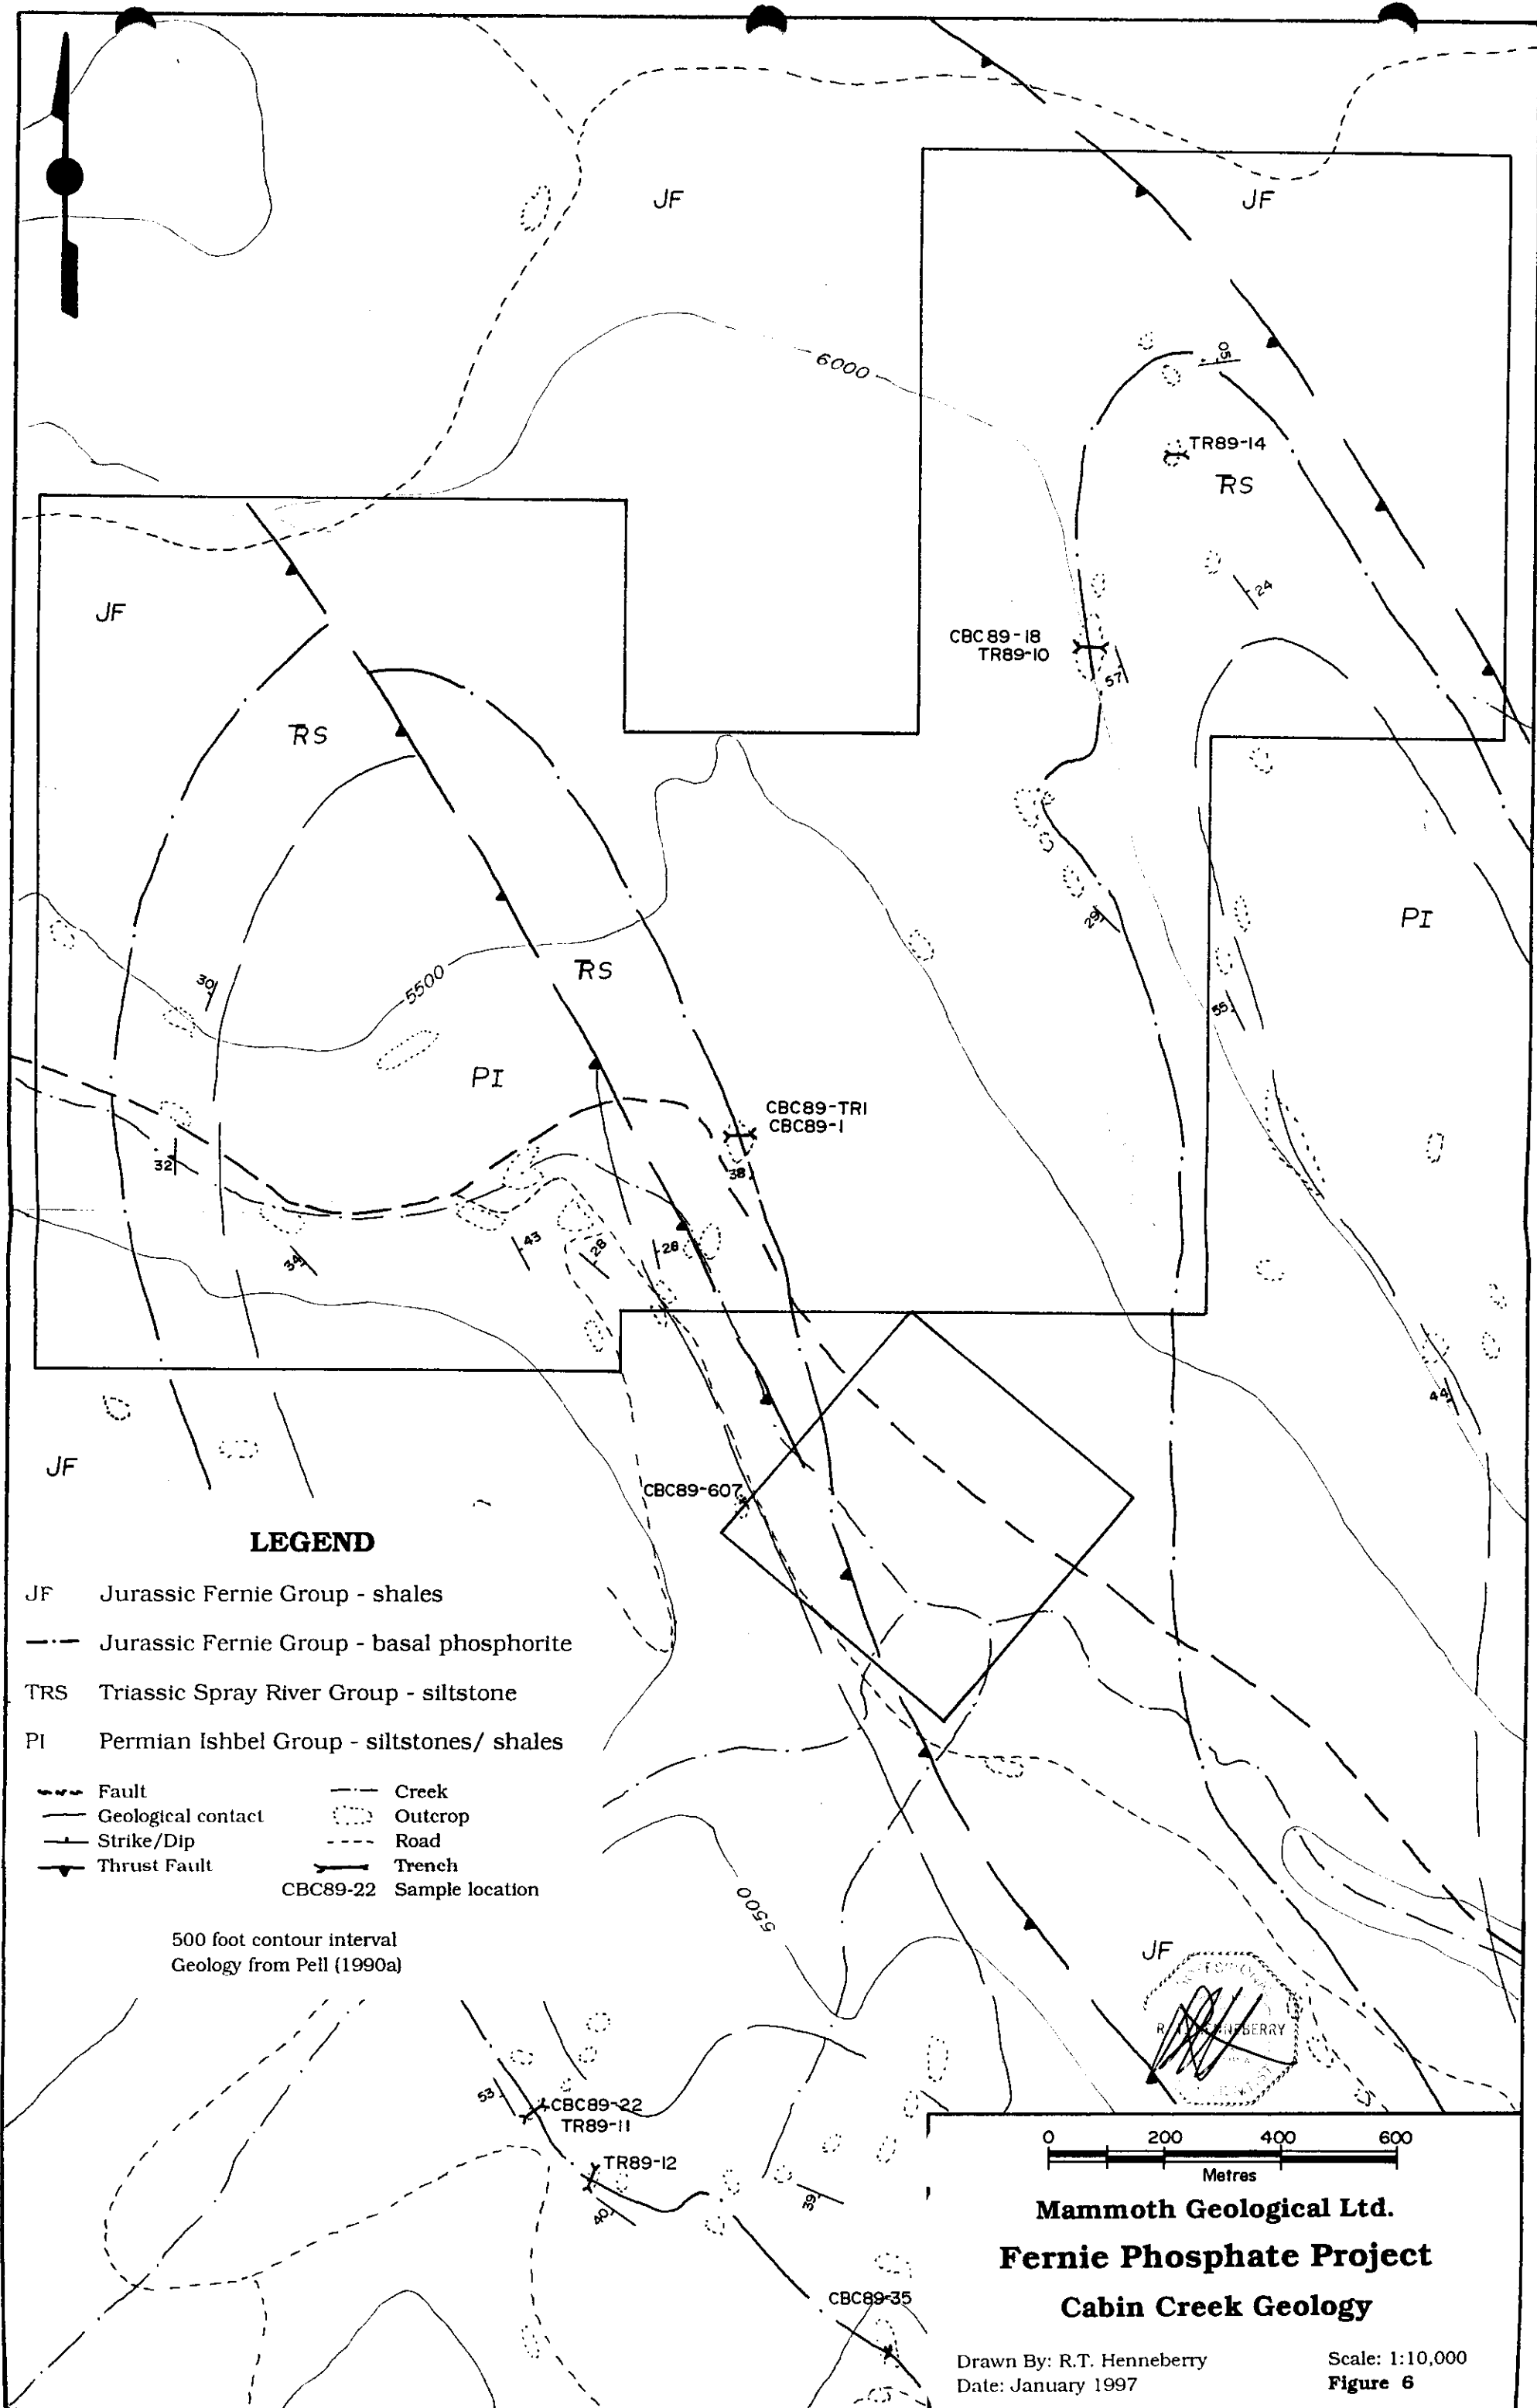 JF
JF
6000
50
TR89-14
TRS
24
JF
CBC89-18
TR89-10
57
TRS
29
PI
30
5500
TRS
55
PI
CBC89-TR1
CBC89-1
32
38
34
43
28
28
44
JF
CBC89-607
LEGEND
JF Jurassic Fernie Group - shales
Jurassic Fernie Group - basal phosphorite
TRS Triassic Spray River Group - siltstone
PI Permian Ishbel Group - siltstones/ shales
Fault
Creek
Geological contact
Outcrop
Strike/Dip
Road
Thrust Fault
Trench
CBC89-22 Sample location
5500
500 foot contour interval
Geology from Pell (1990a)
JF
HENNEBERRY
53
CBC89-22
TR89-11
TR89-12
40
39
CBC89-35
0 200 400 600
Metres
Mammoth Geological Ltd.
Fernie Phosphate Project
Cabin Creek Geology
Drawn By: R.T. Henneberry
Scale: 1:10,000
Date: January 1997
Figure 6